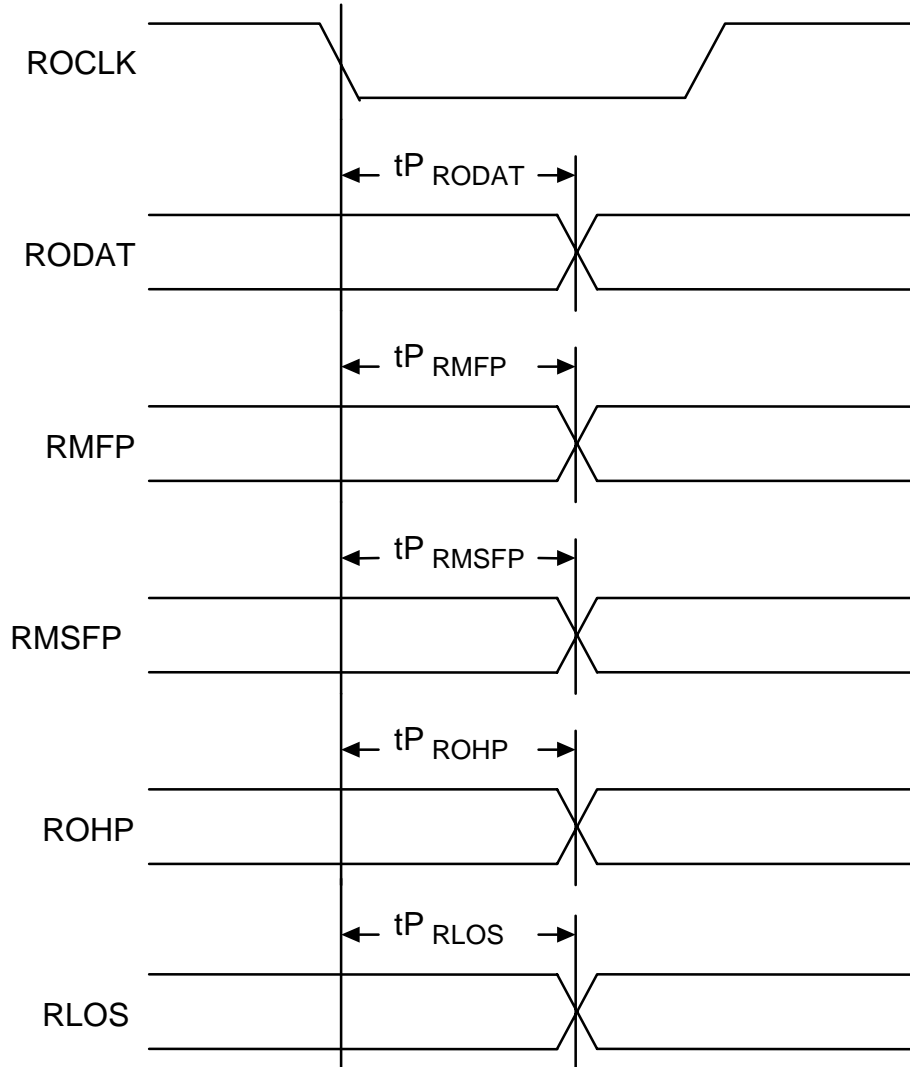 ROCLK
tP RODAT
RODAT
tP RMFP
RMFP
tP RMSFP
RMSFP
tP ROHP
ROHP
tP RLOS
RLOS